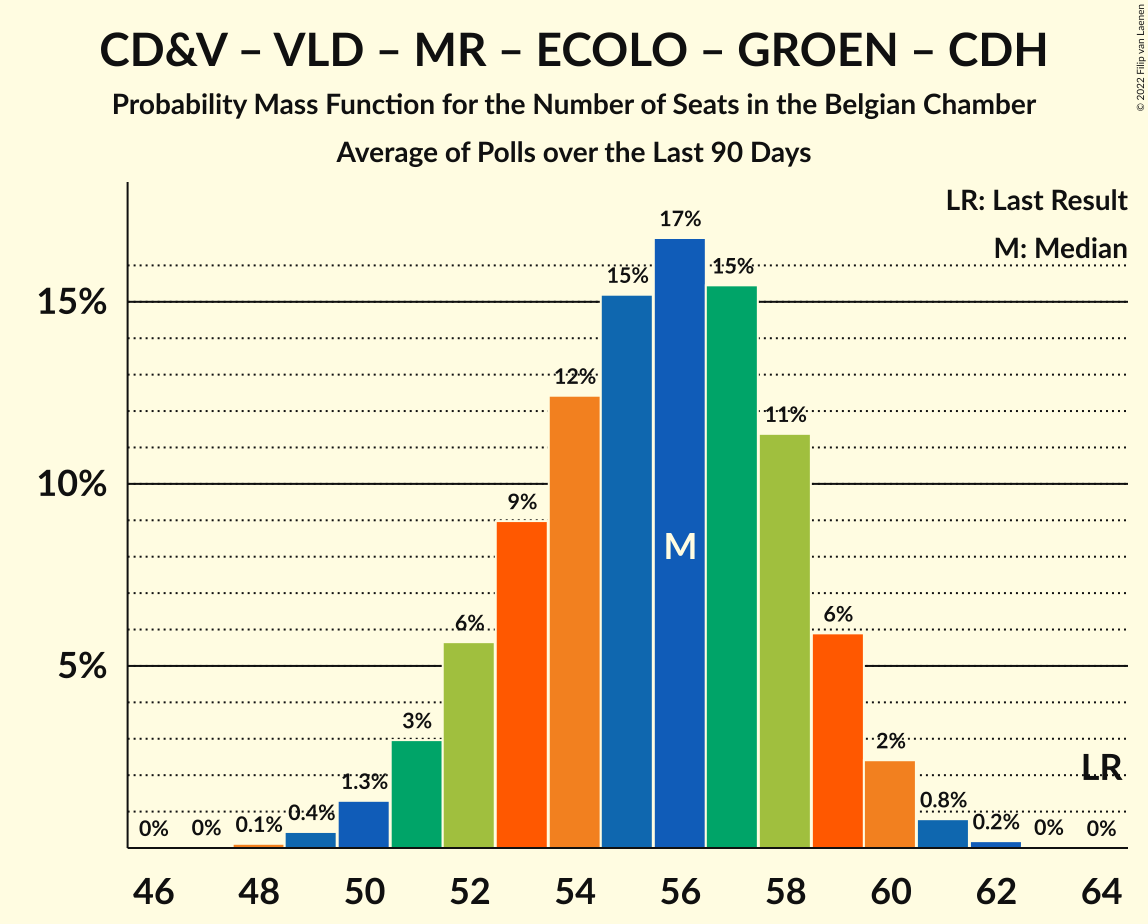 CD&V – VLD – MR – ECOLO – GROEN – CDH
Probability Mass Function for the Number of Seats in the Belgian Chamber
Average of Polls over the Last 90 Days
© 2022 Filip van Laenen
LR: Last Result
M: Median
15%
10%
5%
0%
0%
0.1%
0.4%
1.3%
3%
6%
9%
12%
15%
17%
15%
11%
6%
2%
0.8%
0.2%
0%
0%
M
LR
46 48 50 52 54 56 58 60 62 64